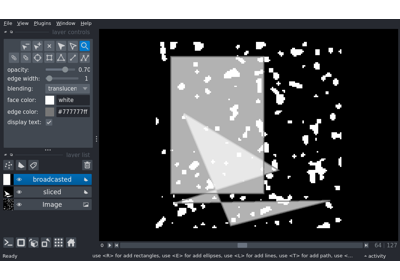 File View Plugins Window Help
layer controls
opacity: 0.70
edge width: 1
blending: translucen
face color: white
edge color: #777777ff
display text:
layer list
broadcasted
sliced
Image
0 64 127
Ready use <R> for add rectangles, use <E> for add ellipses, use <L> for add lines, use <T> for add path, use <... activity